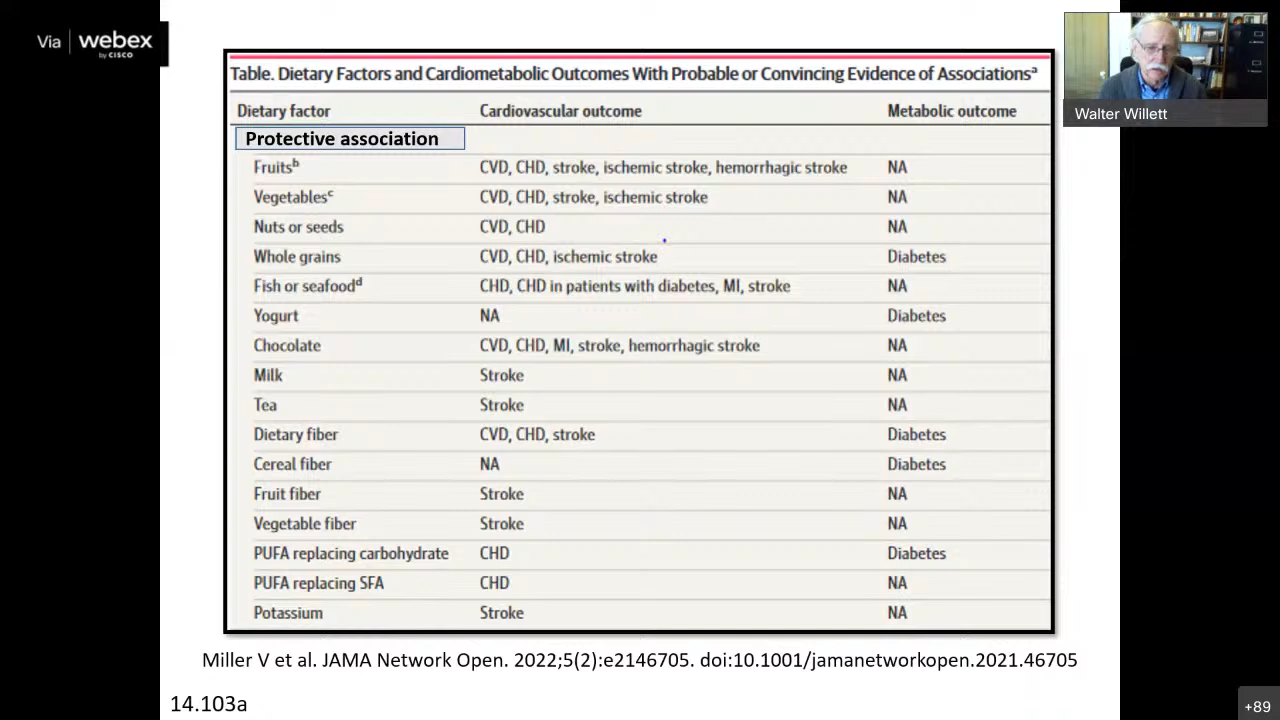 Via | webex
by CISCO
Walter Willett
Table. Dietary Factors and Cardiometabolic Outcomes With Probable or Convincing Evidence of Associationsᵃ
Dietary factor Cardiovascular outcome Metabolic outcome
Protective association
Fruitsᵇ CVD, CHD, stroke, ischemic stroke, hemorrhagic stroke NA
Vegetablesᶜ CVD, CHD, stroke, ischemic stroke NA
Nuts or seeds CVD, CHD NA
Whole grains CVD, CHD, ischemic stroke Diabetes
Fish or seafoodᵈ CHD, CHD in patients with diabetes, MI, stroke NA
Yogurt NA Diabetes
Chocolate CVD, CHD, MI, stroke, hemorrhagic stroke NA
Milk Stroke NA
Tea Stroke NA
Dietary fiber CVD, CHD, stroke Diabetes
Cereal fiber NA Diabetes
Fruit fiber Stroke NA
Vegetable fiber Stroke NA
PUFA replacing carbohydrate CHD Diabetes
PUFA replacing SFA CHD NA
Potassium Stroke NA
Miller V et al. JAMA Network Open. 2022;5(2):e2146705. doi:10.1001/jamanetworkopen.2021.46705
14.103a
+89